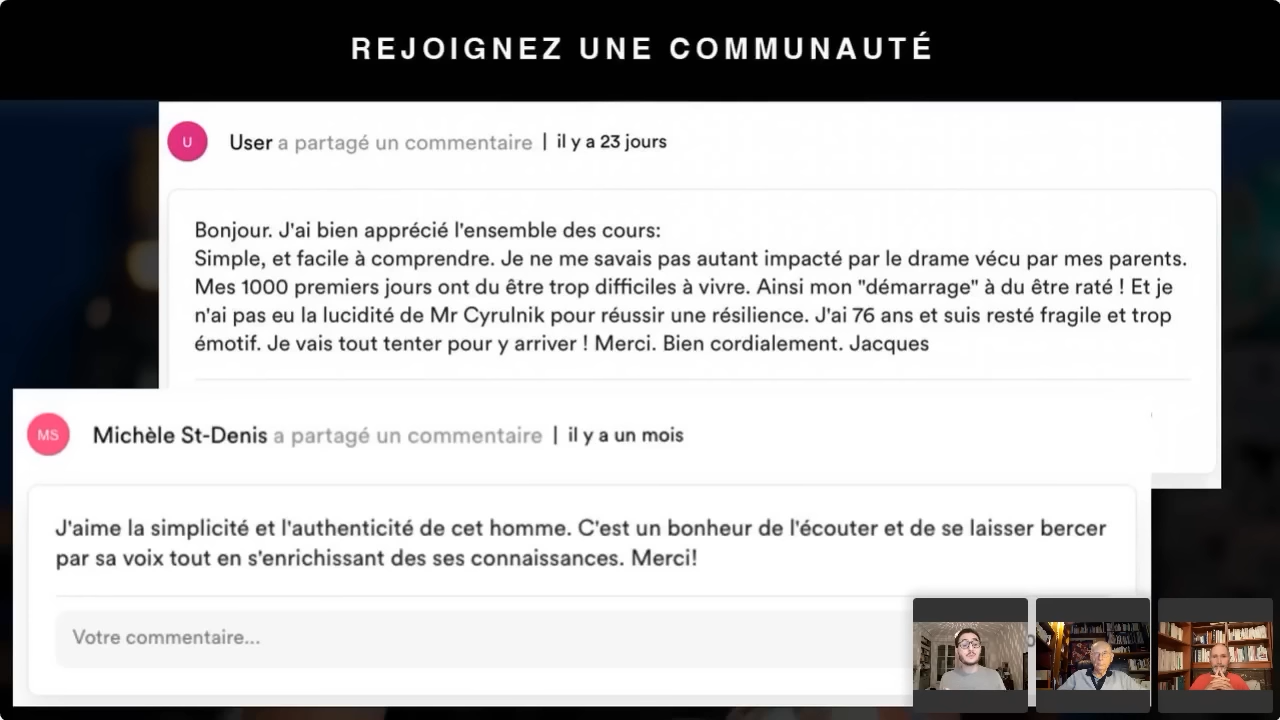 REJOIGNEZ UNE COMMUNAUTÉ
U
User a partagé un commentaire | il y a 23 jours
Bonjour. J'ai bien apprécié l'ensemble des cours:
Simple, et facile à comprendre. Je ne me savais pas autant impacté par le drame vécu par mes parents.
Mes 1000 premiers jours ont du être trop difficiles à vivre. Ainsi mon "démarrage" à du être raté ! Et je
n'ai pas eu la lucidité de Mr Cyrulnik pour réussir une résilience. J'ai 76 ans et suis resté fragile et trop
émotif. Je vais tout tenter pour y arriver ! Merci. Bien cordialement. Jacques
MS
Michèle St-Denis a partagé un commentaire | il y a un mois
J'aime la simplicité et l'authenticité de cet homme. C'est un bonheur de l'écouter et de se laisser bercer
par sa voix tout en s'enrichissant des ses connaissances. Merci!
Votre commentaire...